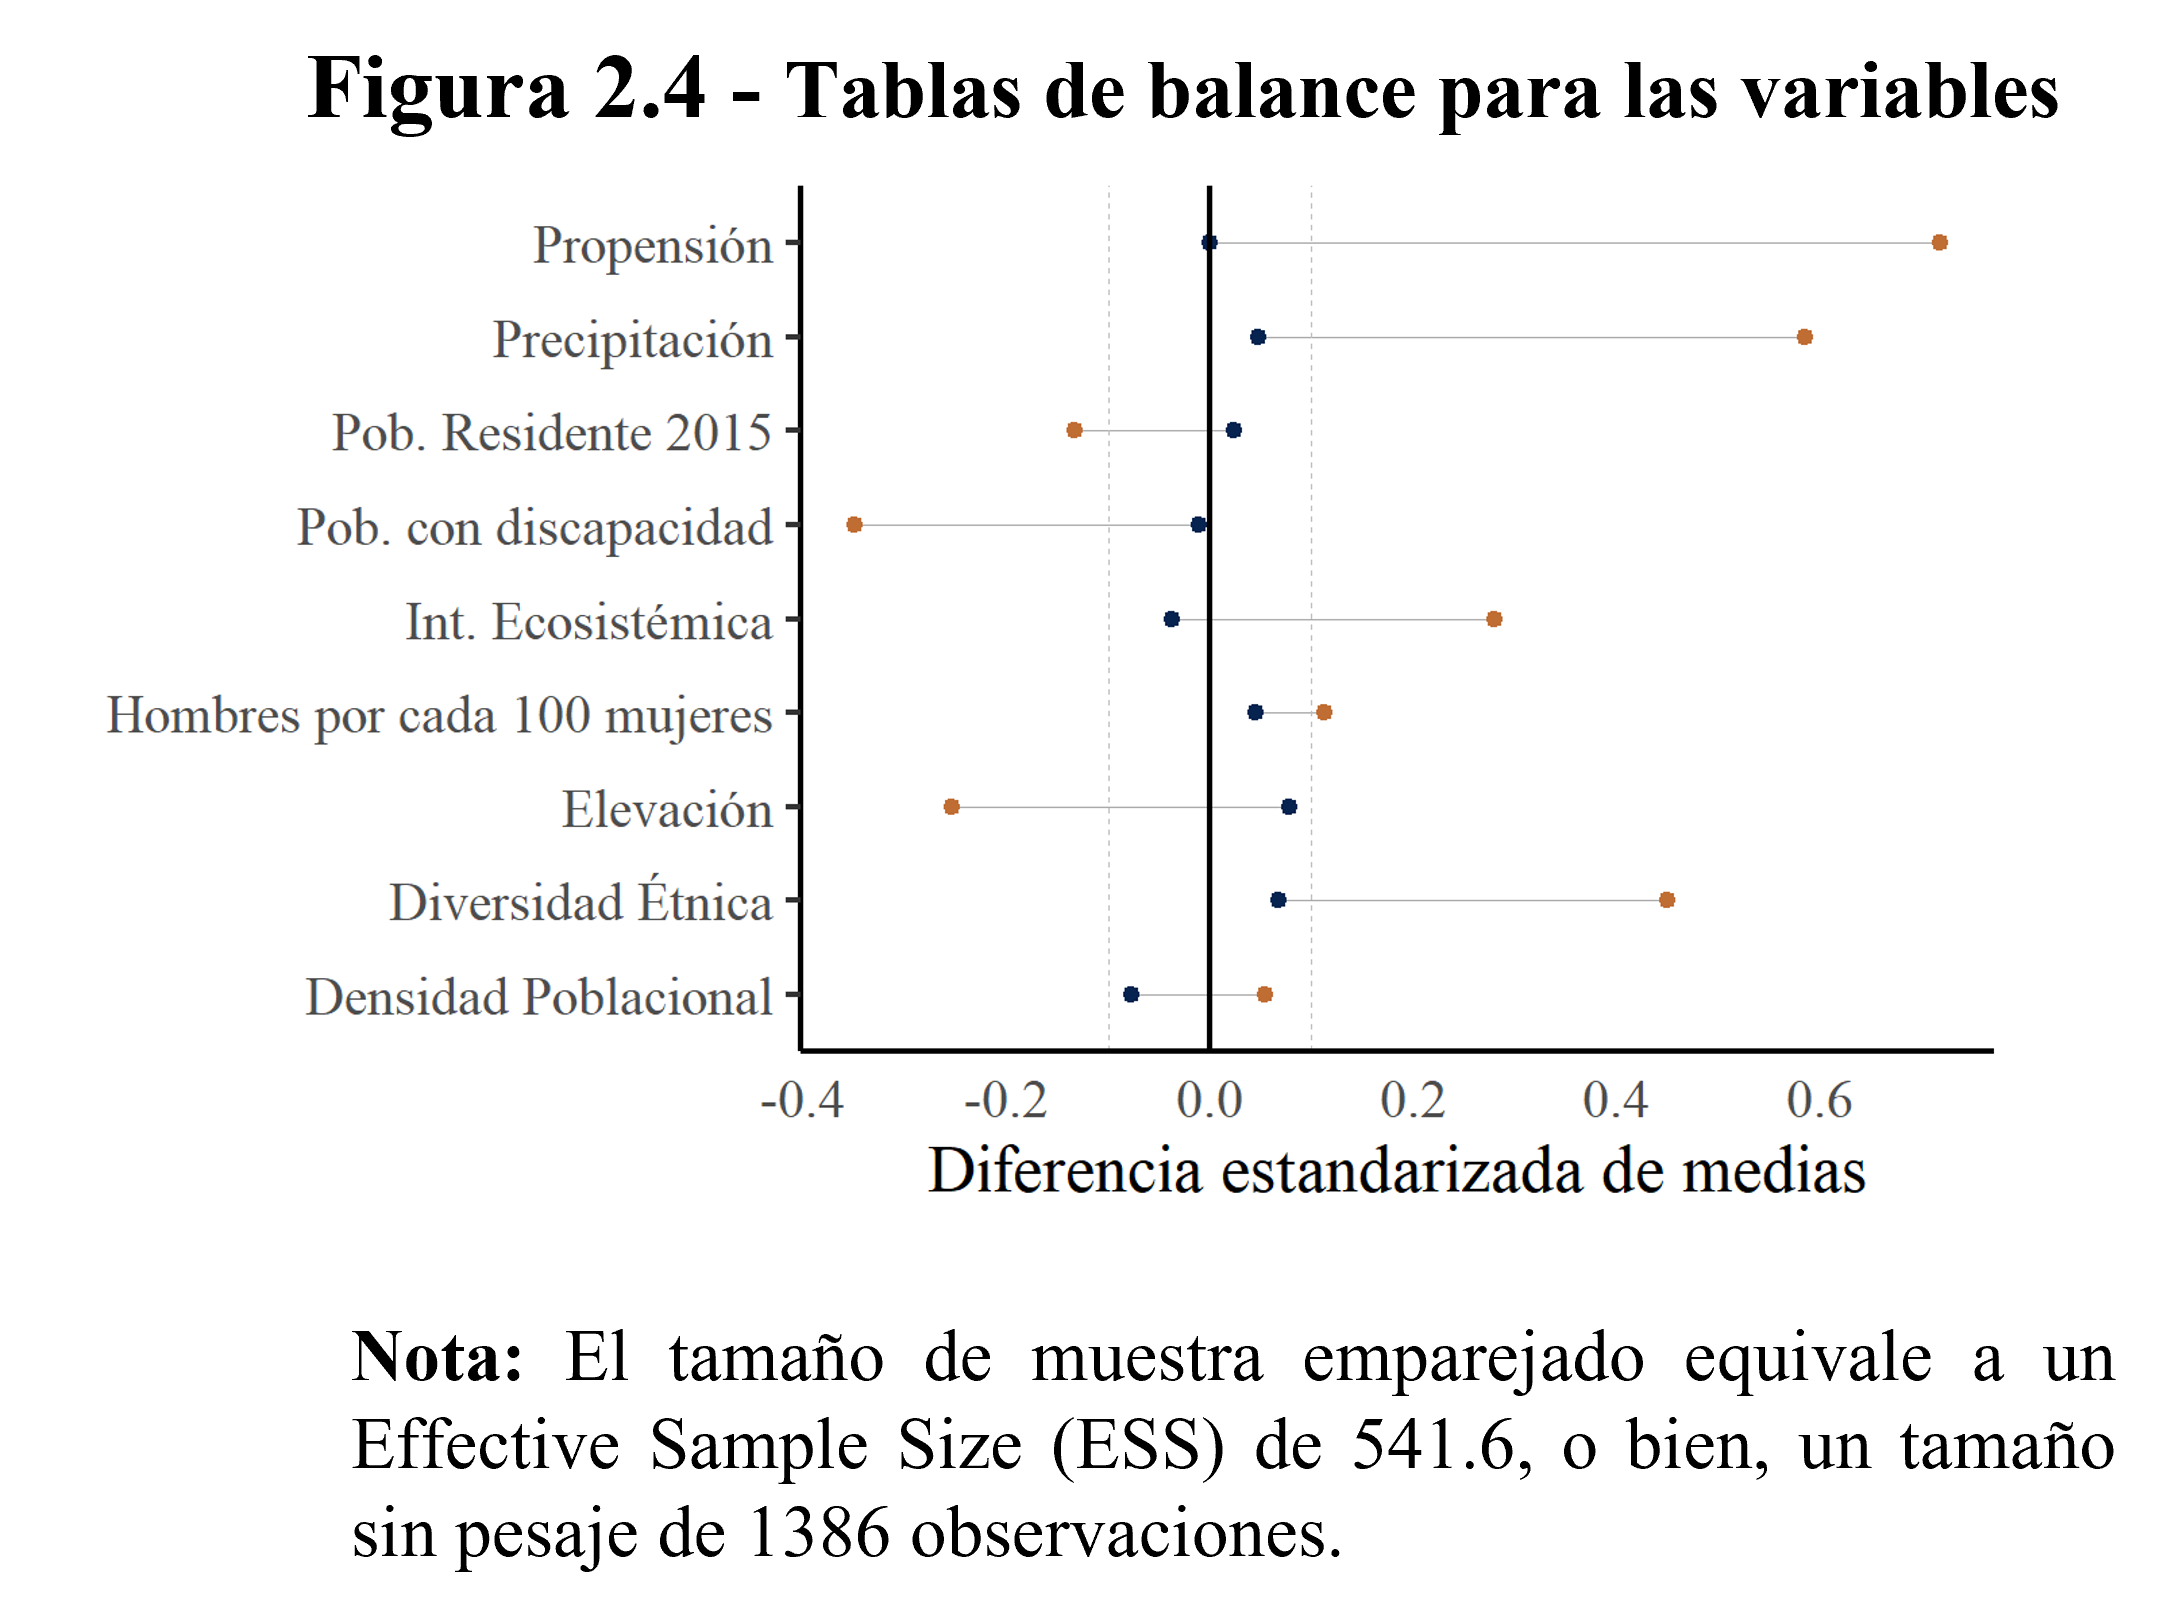 Figura 2.4 - Tablas de balance para las variables
Propensión
Precipitación
Pob. Residente 2015
Pob. con discapacidad
Int. Ecosistémica
Hombres por cada 100 mujeres
Elevación
Diversidad Étnica
Densidad Poblacional
-0.4 -0.2 0.0 0.2 0.4 0.6
Diferencia estandarizada de medias
Nota: El tamaño de muestra emparejado equivale a un
Effective Sample Size (ESS) de 541.6, o bien, un tamaño
sin pesaje de 1386 observaciones.